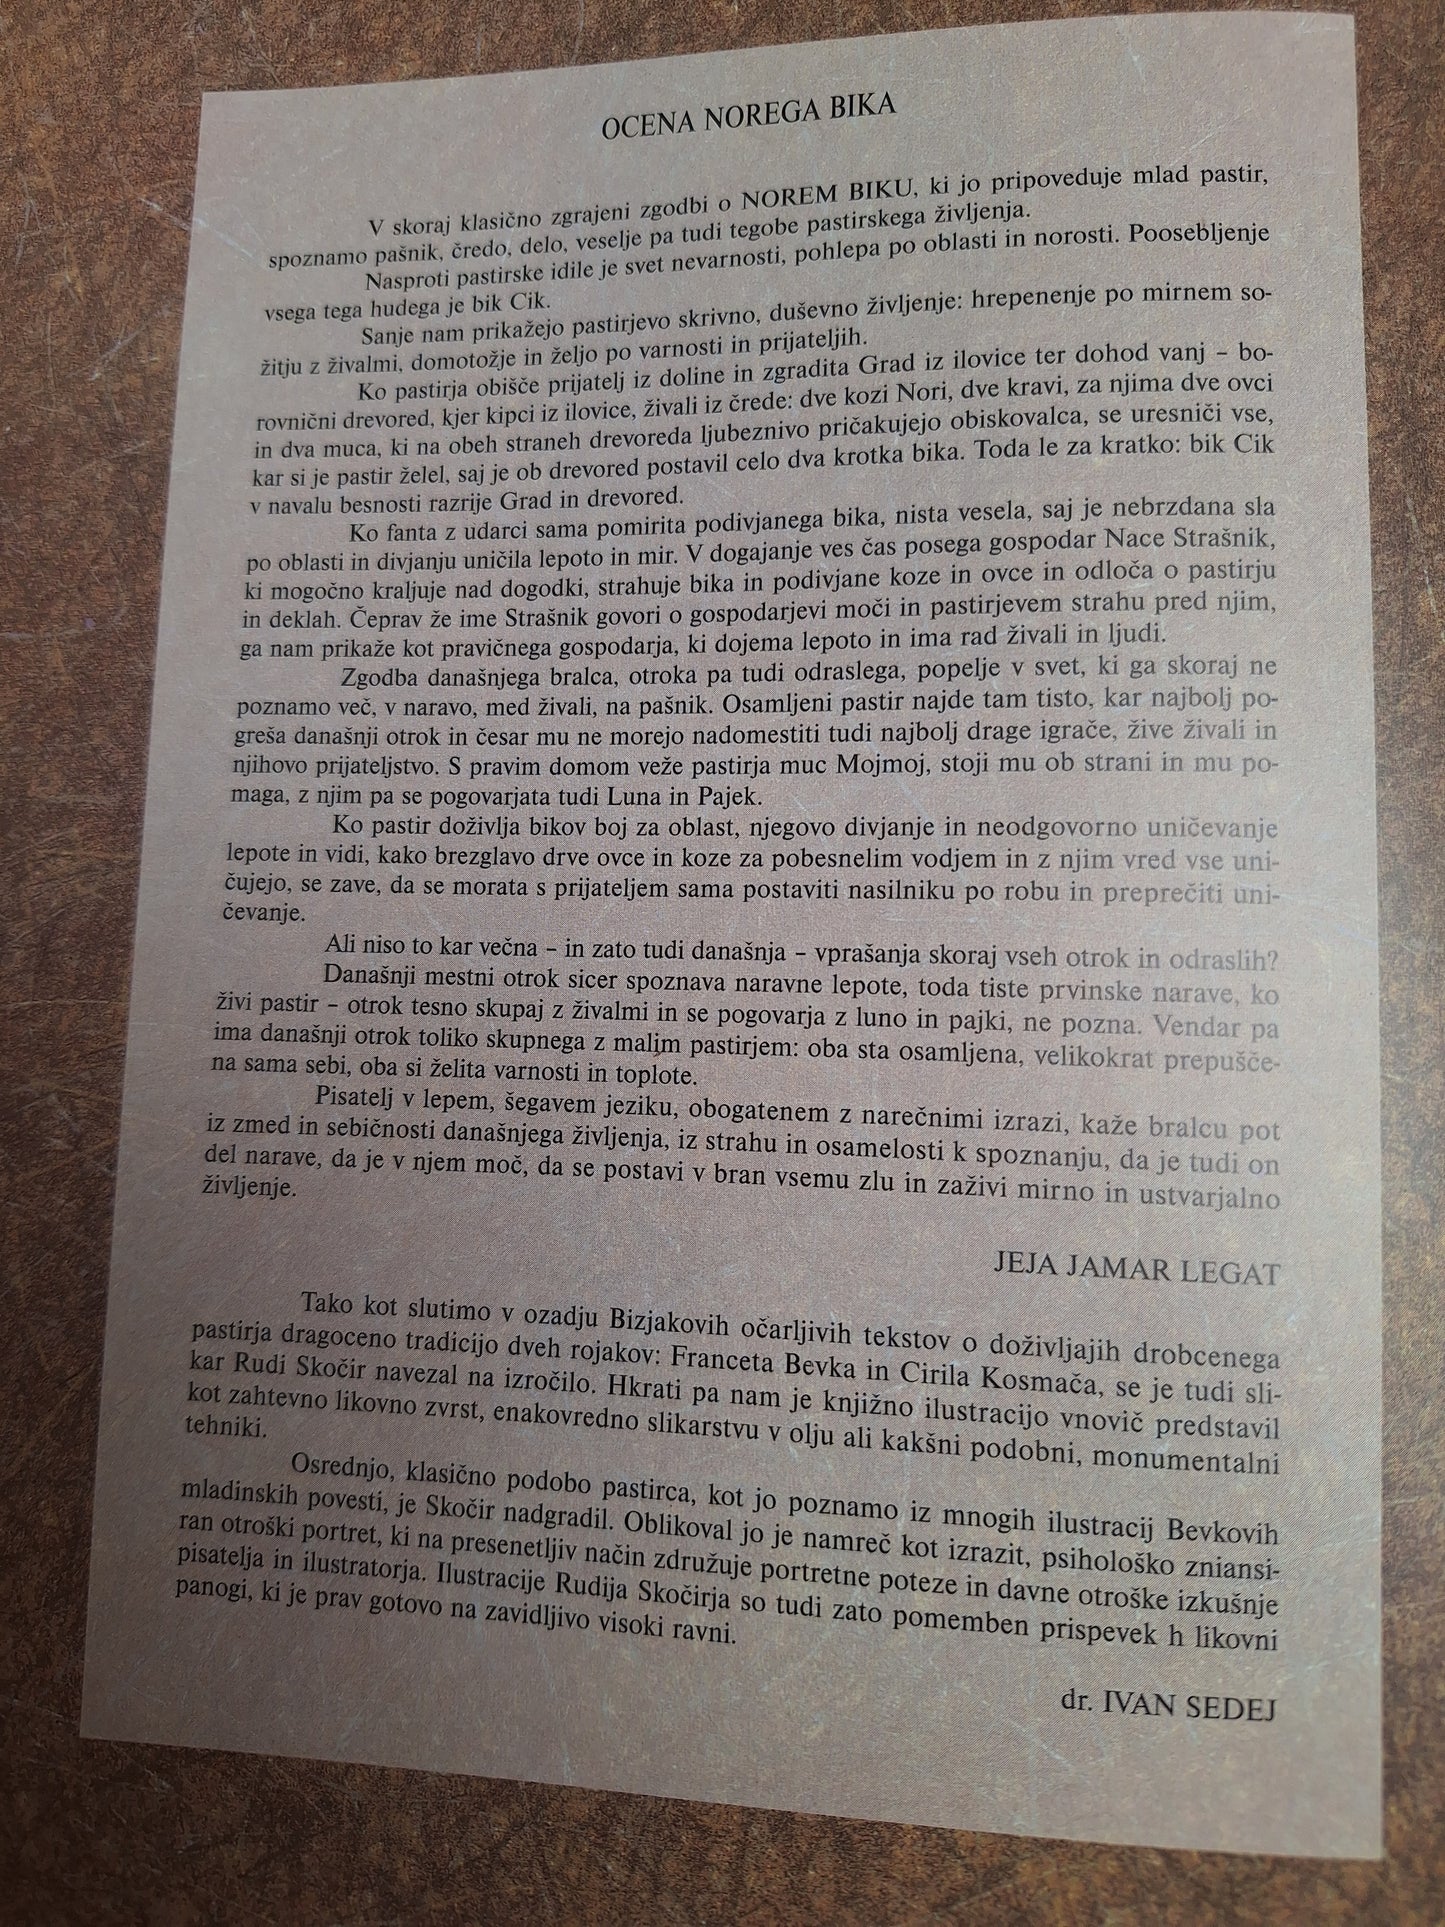 OCENA NOREGA BIKA
V skoraj klasično zgrajeni zgodbi o NOREM BIKU, ki jo pripoveduje mlad pastir,
spoznamo pašnik, čredo, delo, veselje pa tudi tegobe pastirskega življenja.
Nasproti pastirske idile je svet nevarnosti, pohlepa po oblasti in norosti. Poosebljenje
vsega tega hudega je bik Cik.
Sanje nam prikažejo pastirjevo skrivno, duševno življenje: hrepenenje po mirnem so-
žitju z živalmi, domotožje in željo po varnosti in prijateljih.
Ko pastirja obišče prijatelj iz doline in zgradita Grad iz ilovice ter dohod vanj – bo-
rovnični drevored, kjer kipci iz ilovice, živali iz črede: dve kozi Nori, dve kravi, za njima dve ovci
in dva muca, ki na obeh straneh drevoreda ljubeznivo pričakujejo obiskovalca, se uresniči vse,
kar si je pastir želel, saj je ob drevored postavil celo dva krotka bika. Toda le za kratko: bik Cik
v navalu besnosti razrije Grad in drevored.
Ko fanta z udarci sama pomirita podivjanega bika, nista vesela, saj je nebrzdana sla
po oblasti in divjanju uničila lepoto in mir. V dogajanje ves čas posega gospodar Nace Strašnik,
ki mogočno kraljuje nad dogodki, strahuje bika in podivjane koze in ovce in odloča o pastirju
in deklah. Čeprav že ime Strašnik govori o gospodarjevi moči in pastirjevem strahu pred njim,
ga nam prikaže kot pravičnega gospodarja, ki dojema lepoto in ima rad živali in ljudi.
Zgodba današnjega bralca, otroka pa tudi odraslega, popelje v svet, ki ga skoraj ne
poznamo več, v naravo, med živali, na pašnik. Osamljeni pastir najde tam tisto, kar najbolj po-
greša današnji otrok in česar mu ne morejo nadomestiti tudi najbolj drage igrače, žive živali in
njihovo prijateljstvo. S pravim domom veže pastirja muc Mojmoj, stoji mu ob strani in mu po-
maga, z njim pa se pogovarjata tudi Luna in Pajek.
Ko pastir doživlja bikov boj za oblast, njegovo divjanje in neodgovorno uničevanje
lepote in vidi, kako brezglavo drve ovce in koze za pobesnelim vodjem in z njim vred vse uni-
čujejo, se zave, da se morata s prijateljem sama postaviti nasilniku po robu in preprečiti uni-
čevanje.
Ali niso to kar večna – in zato tudi današnja – vprašanja skoraj vseh otrok in odraslih?
Današnji mestni otrok sicer spoznava naravne lepote, toda tiste prvinske narave, ko
živi pastir – otrok tesno skupaj z živalmi in se pogovarja z luno in pajki, ne pozna. Vendar pa
ima današnji otrok toliko skupnega z malim pastirjem: oba sta osamljena, velikokrat prepušče-
na sama sebi, oba si želita varnosti in toplote.
Pisatelj v lepem, šegavem jeziku, obogatenem z narečnimi izrazi, kaže bralcu pot
iz zmed in sebičnosti današnjega življenja, iz strahu in osamelosti k spoznanju, da je tudi on
del narave, da je v njem moč, da se postavi v bran vsemu zlu in zaživi mirno in ustvarjalno
življenje.
JEJA JAMAR LEGAT
Tako kot slutimo v ozadju Bizjakovih očarljivih tekstov o doživljajih drobcenega
pastirja dragoceno tradicijo dveh rojakov: Franceta Bevka in Cirila Kosmača, se je tudi sli-
kar Rudi Skočir navezal na izročilo. Hkrati pa nam je knjižno ilustracijo vnovič predstavil
kot zahtevno likovno zvrst, enakovredno slikarstvu v olju ali kakšni podobni, monumentalni
tehniki.
Osrednjo, klasično podobo pastirca, kot jo poznamo iz mnogih ilustracij Bevkovih
mladinskih povesti, je Skočir nadgradil. Oblikoval jo je namreč kot izrazit, psihološko zniansi-
ran otroški portret, ki na presenetljiv način združuje portretne poteze in davne otroške izkušnje
pisatelja in ilustratorja. Ilustracije Rudija Skočirja so tudi zato pomemben prispevek h likovni
panogi, ki je prav gotovo na zavidljivo visoki ravni.
dr. IVAN SEDEJ